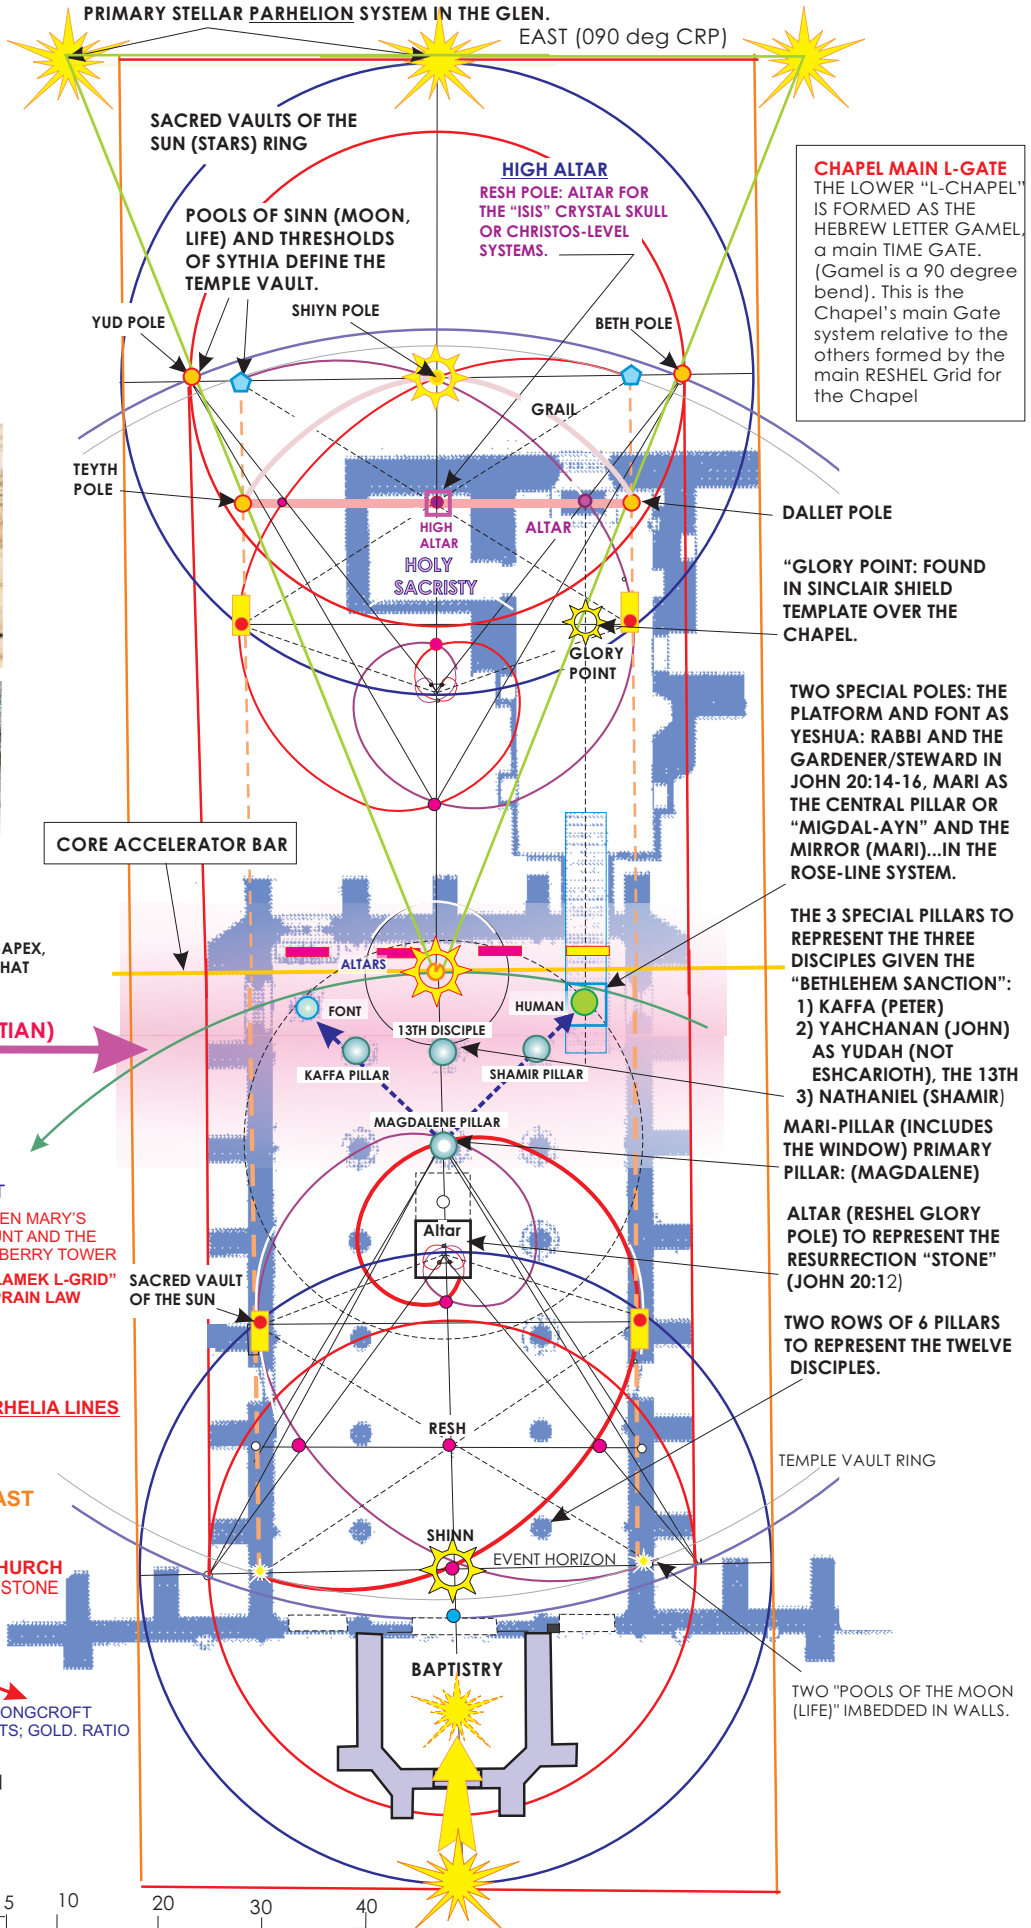 PRIMARY STELLAR PARHELION SYSTEM IN THE GLEN.
EAST (090 deg CRP)
SACRED VAULTS OF THE
SUN (STARS) RING
HIGH ALTAR
RESH POLE: ALTAR FOR
THE “ISIS” CRYSTAL SKULL
OR CHRISTOS-LEVEL
SYSTEMS.
CHAPEL MAIN L-GATE
THE LOWER “L-CHAPEL”
IS FORMED AS THE
HEBREW LETTER GAMEL,
a main TIME GATE.
(Gamel is a 90 degree
bend). This is the
Chapel’s main Gate
system relative to the
others formed by the
main RESHEL Grid for
the Chapel
POOLS OF SINN (MOON,
LIFE) AND THRESHOLDS
OF SYTHIA DEFINE THE
TEMPLE VAULT.
YUD POLE
SHIYN POLE
BETH POLE
GRAIL
TEYTH
POLE
DALLET POLE
HIGH
ALTAR
ALTAR
HOLY
SACRISTY
“GLORY POINT: FOUND
IN SINCLAIR SHIELD
TEMPLATE OVER THE
CHAPEL.
GLORY
POINT
TWO SPECIAL POLES: THE
PLATFORM AND FONT AS
YESHUA: RABBI AND THE
GARDENER/STEWARD IN
JOHN 20:14-16, MARI AS
THE CENTRAL PILLAR OR
“MIGDAL-AYN” AND THE
MIRROR (MARI)...IN THE
ROSE-LINE SYSTEM.
CORE ACCELERATOR BAR
THE 3 SPECIAL PILLARS TO
REPRESENT THE THREE
DISCIPLES GIVEN THE
“BETHLEHEM SANCTION”:
1) KAFFA (PETER)
2) YAHCHANAN (JOHN)
AS YUDAH (NOT
ESHCARIOTH), THE 13TH
3) NATHANIEL (SHAMIR)
APEX,
HAT
ALTARS
FONT
HUMAN
TIAN)
13TH DISCIPLE
KAFFA PILLAR
SHAMIR PILLAR
MAGDALENE PILLAR
MARI-PILLAR (INCLUDES
THE WINDOW) PRIMARY
PILLAR: (MAGDALENE)
T
EN MARY’S
UNT AND THE
BERRY TOWER
LAMEK L-GRID”
PRAIN LAW
Altar
ALTAR (RESHEL GLORY
POLE) TO REPRESENT THE
RESURRECTION “STONE”
(JOHN 20:12)
SACRED VAULT
OF THE SUN
TWO ROWS OF 6 PILLARS
TO REPRESENT THE TWELVE
DISCIPLES.
RHELIA LINES
RESH
TEMPLE VAULT RING
AST
SHINN
EVENT HORIZON
HURCH
STONE
BAPTISTRY
TWO "POOLS OF THE MOON
(LIFE)" IMBEDDED IN WALLS.
ONGCROFT
TS; GOLD. RATIO
5 10 20 30 40